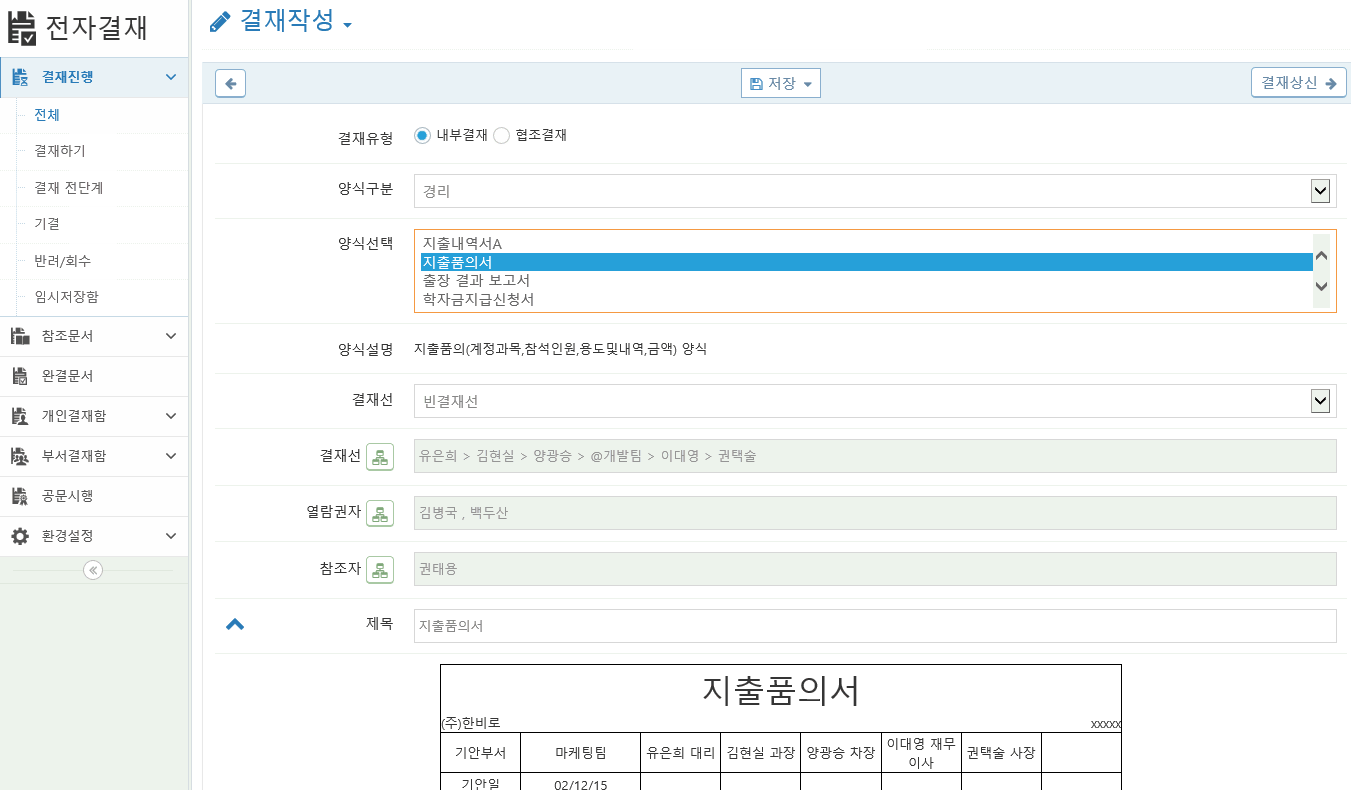 전자결재
결재진행
전체
결재하기
결재 전단계
기결
반려/회수
임시저장함
참조문서
완결문서
개인결재함
부서결재함
공문시행
환경설정
결재작성
저장
결재상신
결재유형 내부결재 협조결재
양식구분 경리
양식선택 지출내역서A
지출품의서
출장 결과 보고서
학자금지급신청서
양식설명 지출품의(계정과목,참석인원,용도및내역,금액) 양식
결재선 빈결재선
결재선 유은희 > 김현실 > 양광승 > @개발팀 > 이대영 > 권택술
열람권자 김병국 , 백두산
참조자 권태용
제목 지출품의서
지출품의서
(주)한비로 xxxxx
기안부서 마케팅팀 유은희 대리 김현실 과장 양광승 차장 이대영 재무이사 권택술 사장
기안일 02/12/15